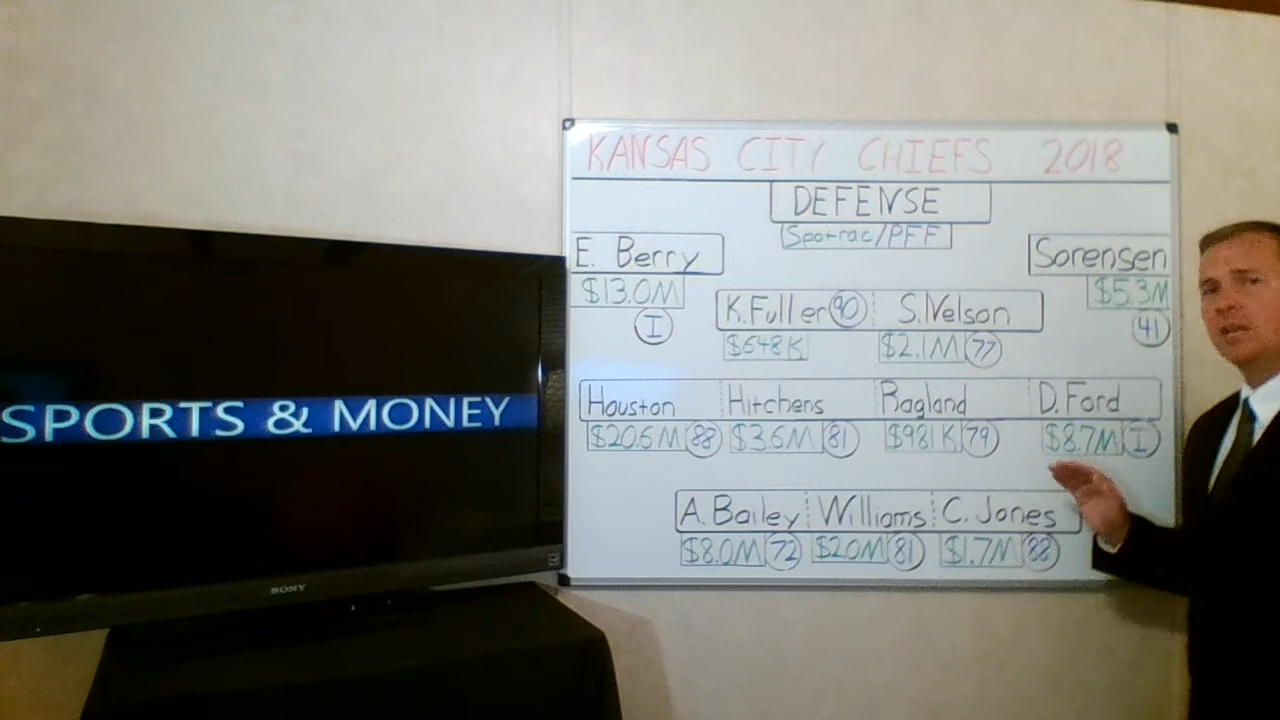 KANSAS CITY CHIEFS 2018
DEFENSE
Spotrac/PFF
E. Berry
$13.0M
I
Sorensen
$5.3M
41
K. Fuller 90 S. Nelson
$648K $2.1M 77
Houston Hitchens Ragland D. Ford
$20.6M 88 $3.6M 81 $981K 79 $8.7M I
A. Bailey Williams C. Jones
$8.0M 72 $2.0M 81 $1.7M 88
SPORTS & MONEY
SONY